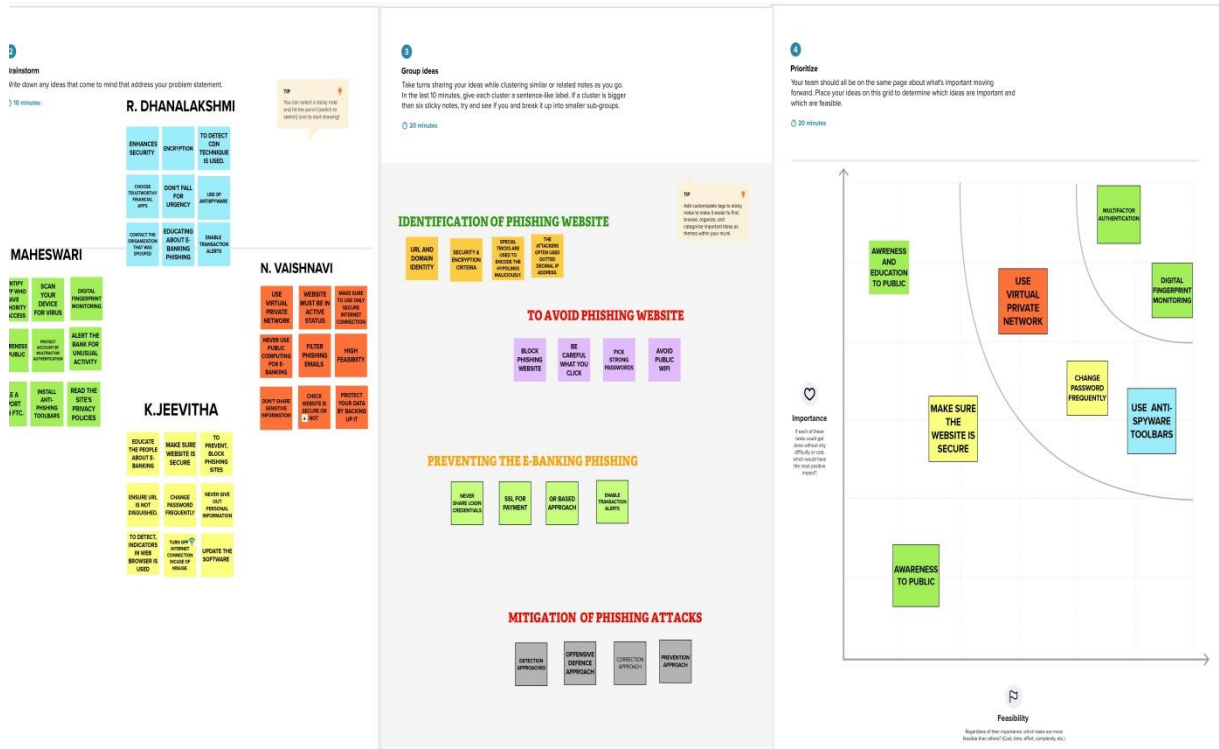 2
Brainstorm
Write down any ideas that come to mind that address your problem statement.
10 minutes
TIP
You can select a sticky note
and hit the pencil [switch to
sketch] icon to start drawing!
R. DHANALAKSHMI
ENHANCES
SECURITY
ENCRYPTION
TO DETECT
CDN
TECHNIQUE
IS USED.
CHOOSE
TRUSTWORTHY
FINANCIAL
APPS
DON'T FALL
FOR
URGENCY
USE OF
ANTISPYWARE
CONTACT THE
ORGANIZATION
THAT WAS
SPOOFED
EDUCATING
ABOUT E-
BANKING
PHISHING
ENABLE
TRANSACTION
ALERTS
MAHESWARI
NTIFY
F WHO
AVE
ORITY
ACCESS
SCAN
YOUR
DEVICE
FOR VIRUS
DIGITAL
FINGERPRINT
MONITORING
RENESS
PUBLIC
PROTECT
ACCOUNT BY
MULTIFACTOR
AUTHENTICATION
ALERT THE
BANK FOR
UNUSUAL
ACTIVITY
E A
PORT
FTC.
INSTALL
ANTI-
PHISHING
TOOLBARS
READ THE
SITE'S
PRIVACY
POLICIES
N. VAISHNAVI
USE
VIRTUAL
PRIVATE
NETWORK
WEBSITE
MUST BE IN
ACTIVE
STATUS
MAKE SURE
TO USE ONLY
SECURE
INTERNET
CONNECTION
NEVER USE
PUBLIC
COMPUTING
FOR E-
BANKING
FILTER
PHISHING
EMAILS
HIGH
FEASIBIITY
DON'T SHARE
SENSITIVE
INFORMATION
CHECK
WEBSITE IS
SECURE OR
NOT
PROTECT
YOUR DATA
BY BACKING
UP IT
K.JEEVITHA
EDUCATE
THE PEOPLE
ABOUT E-
BANKING
MAKE SURE
WEBSITE IS
SECURE
TO
PREVENT,
BLOCK
PHISHING
SITES
ENSURE URL
IS NOT
DISGUISHED.
CHANGE
PASSWORD
FREQUENTLY
NEVER GIVE
OUT
PERSONAL
INFORMATION
TO DETECT,
INDICATORS
IN WEB
BROWSER IS
USED
TURN OFF
INTERNET
CONNECTION
INCASE OF
MISUSE.
UPDATE THE
SOFTWARE
3
Group ideas
Take turns sharing your ideas while clustering similar or related notes as you go.
In the last 10 minutes, give each cluster a sentence-like label. If a cluster is bigger
than six sticky notes, try and see if you and break it up into smaller sub-groups.
20 minutes
TIP
Add customizable tags to sticky
notes to make it easier to find,
browse, organize, and
categorize important ideas as
themes within your mural.
IDENTIFICATION OF PHISHING WEBSITE
URL AND
DOMAIN
IDENTITY
SECURITY &
ENCRYPTION
CRITERIA
SPECIAL
TRICKS ARE
USED TO
ENCODE THE
HYPOLINKS
MALICIOUSLY.
THE
ATTACKERS
OFTEN USED
DOTTED
DECIMAL IP
ADDRESS.
TO AVOID PHISHING WEBSITE
BLOCK
PHISHING
WEBSITE
BE
CAREFUL
WHAT YOU
CLICK
PICK
STRONG
PASSWORDS
AVOID
PUBLIC
WIFI
PREVENTING THE E-BANKING PHISHING
NEVER
SHARE LOGIN
CREDENTIALS
SSL FOR
PAYMENT
QR BASED
APPROACH
ENABLE
TRANSACTION
ALERTS
MITIGATION OF PHISHING ATTACKS
DETECTION
APPROACHES
OFFENSIVE
DEFENCE
APPROACH
CORRECTION
APPROACH
PREVENTION
APPROACH
4
Prioritize
Your team should all be on the same page about what's important moving
forward. Place your ideas on this grid to determine which ideas are important and
which are feasible.
20 minutes
MULTIFACTOR
AUTHENTICATION
AWRENESS
AND
EDUCATION
TO PUBLIC
USE
VIRTUAL
PRIVATE
NETWORK
DIGITAL
FINGERPRINT
MONITORING
CHANGE
PASSWORD
FREQUENTLY
MAKE SURE
THE
WEBSITE IS
SECURE
USE ANTI-
SPYWARE
TOOLBARS
AWARENESS
TO PUBLIC
Importance
If each of these
tasks could get
done without any
difficulty or cost,
which would have
the most positive
impact?
Feasibility
Regardless of their importance, which tasks are more
feasible than others? (Cost, time, effort, complexity, etc.)